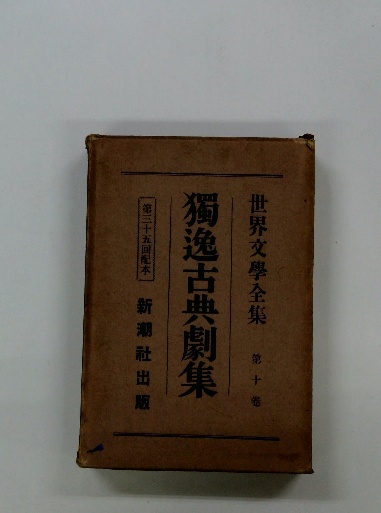 世界文學全集 第十卷
獨逸古典劇集
第三十五回配本
新潮社出版